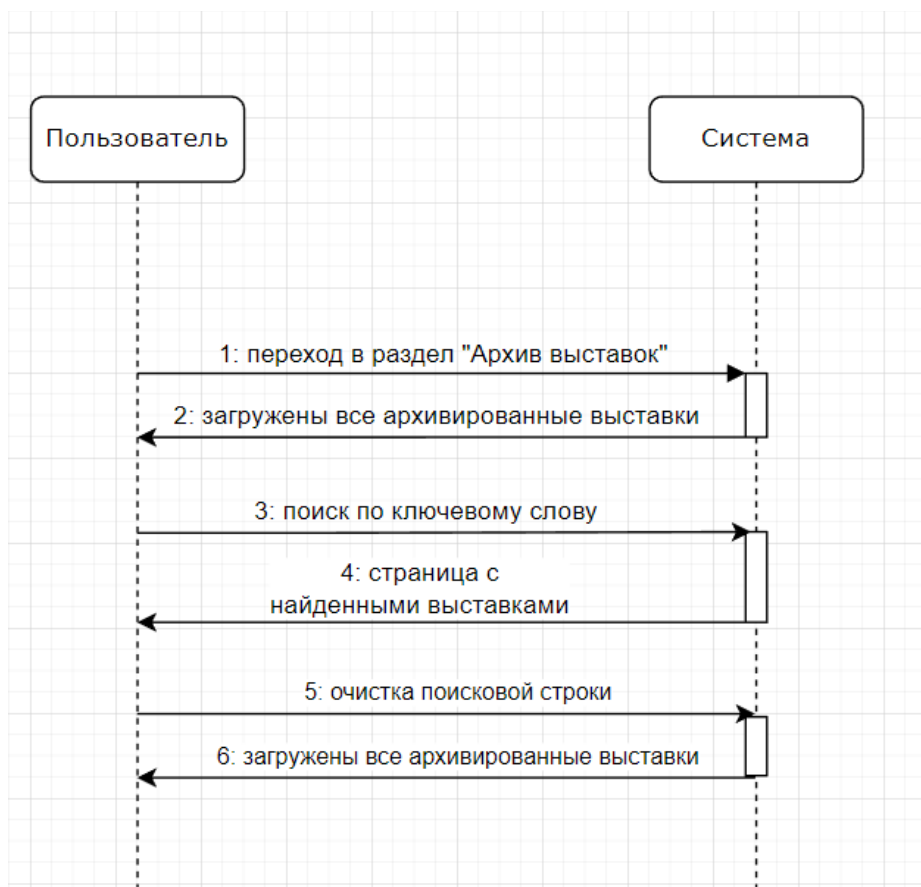 Пользователь
Система
1: переход в раздел "Архив выставок"
2: загружены все архивированные выставки
3: поиск по ключевому слову
4: страница с
найденными выставками
5: очистка поисковой строки
6: загружены все архивированные выставки